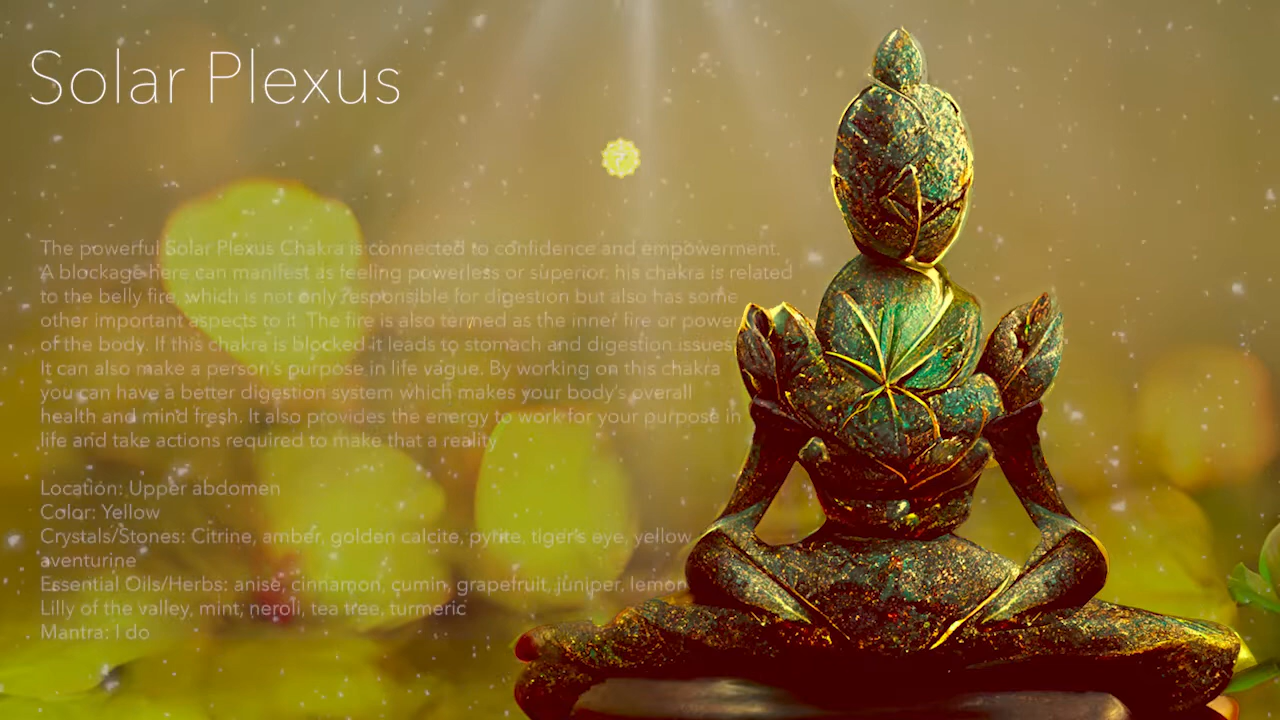 Solar Plexus
The powerful Solar Plexus Chakra is connected to confidence and empowerment.
A blockage here can manifest as feeling powerless or superior. his chakra is related
to the belly fire, which is not only responsible for digestion but also has some
other important aspects to it. The fire is also termed as the inner fire or power
of the body. If this chakra is blocked it leads to stomach and digestion issues.
It can also make a person's purpose in life vague. By working on this chakra
you can have a better digestion system which makes your body's overall
health and mind fresh. It also provides the energy to work for your purpose in
life and take actions required to make that a reality
Location: Upper abdomen
Color: Yellow
Crystals/Stones: Citrine, amber, golden calcite, pyrite, tiger's eye, yellow
aventurine
Essential Oils/Herbs: anise, cinnamon, cumin, grapefruit, juniper, lemon
Lilly of the valley, mint, neroli, tea tree, turmeric
Mantra: I do